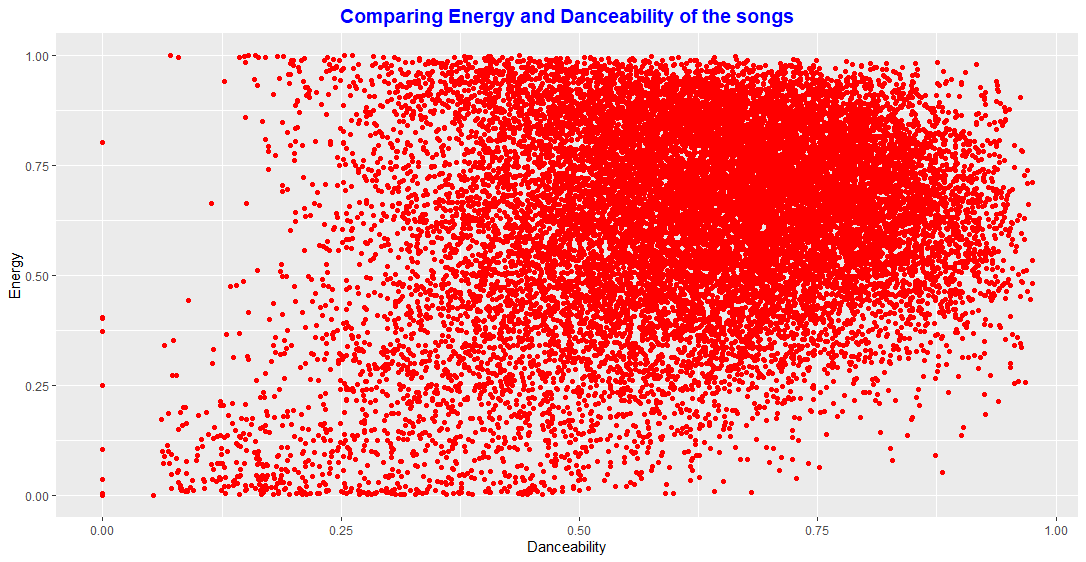 Comparing Energy and Danceability of the songs
1.00
0.75
0.50
0.25
0.00
Energy
0.00 0.25 0.50 0.75 1.00
Danceability